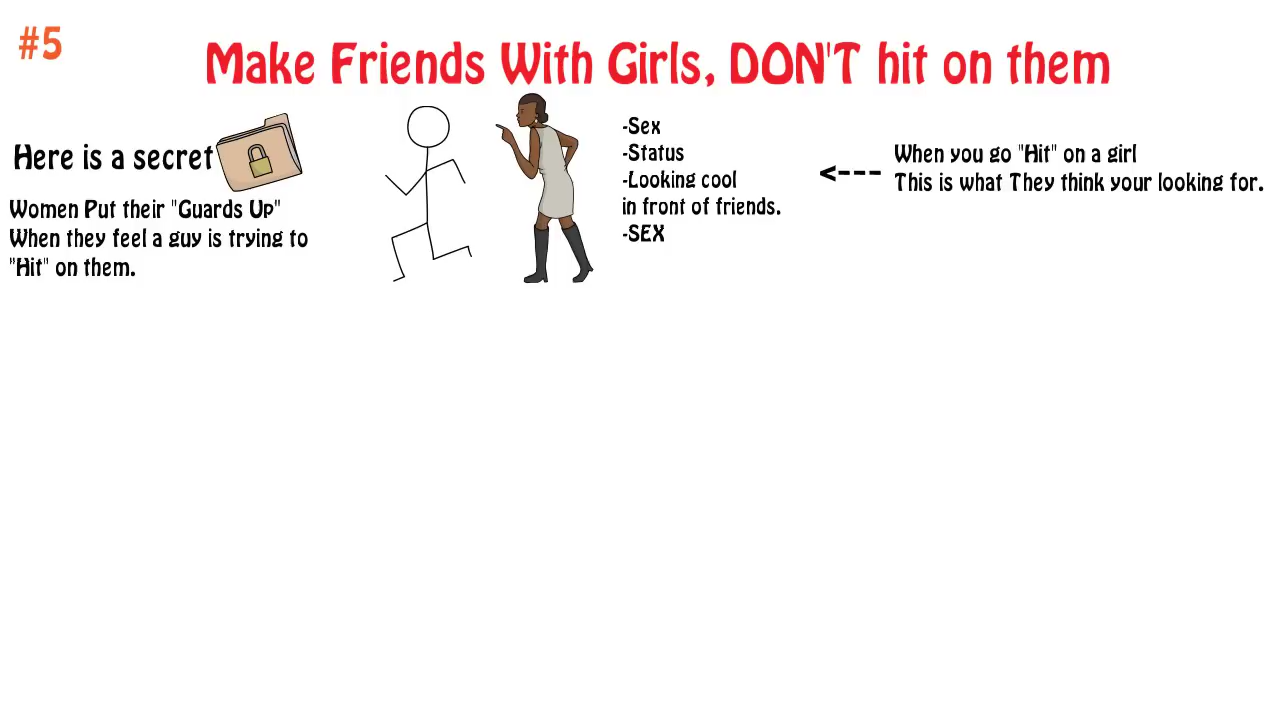 #5
Make Friends With Girls, DON'T hit on them
Here is a secret
Women Put their "Guards Up"
When they feel a guy is trying to
"Hit" on them.
-Sex
-Status
-Looking cool
in front of friends.
-SEX
<---
When you go "Hit" on a girl
This is what They think your looking for.